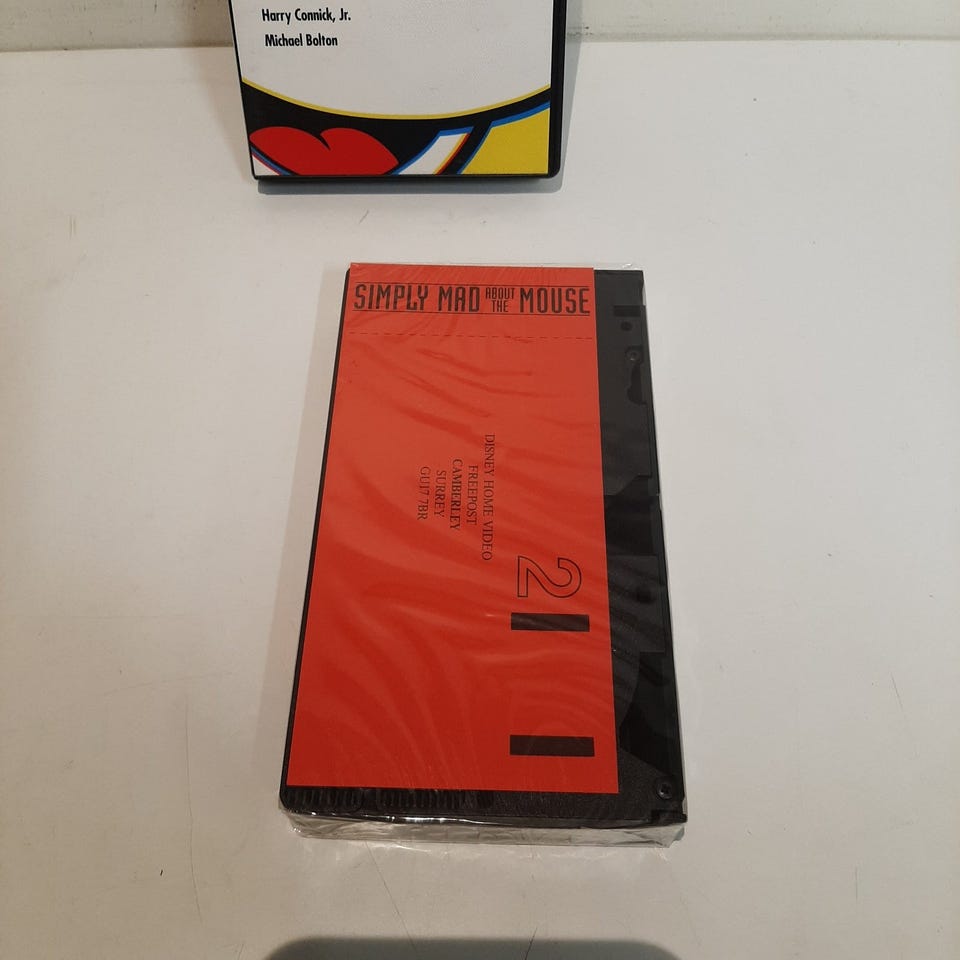 Harry Connick, Jr.
Michael Bolton
SIMPLY MAD ABOUT THE MOUSE
DISNEY HOME VIDEO
FREEPOST
CAMBERLEY
SURREY
GU17 7BR
2